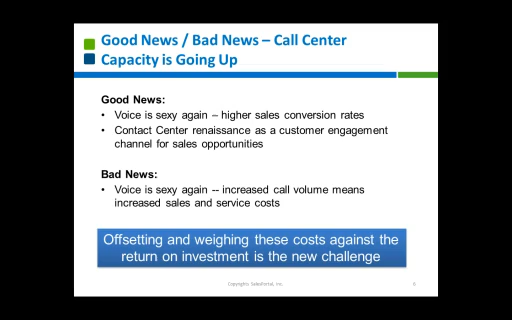 Good News / Bad News – Call Center
Capacity is Going Up
Good News:
• Voice is sexy again – higher sales conversion rates
• Contact Center renaissance as a customer engagement
channel for sales opportunities
Bad News:
• Voice is sexy again -- increased call volume means
increased sales and service costs
Offsetting and weighing these costs against the
return on investment is the new challenge
Copyrights SalesPortal, Inc.